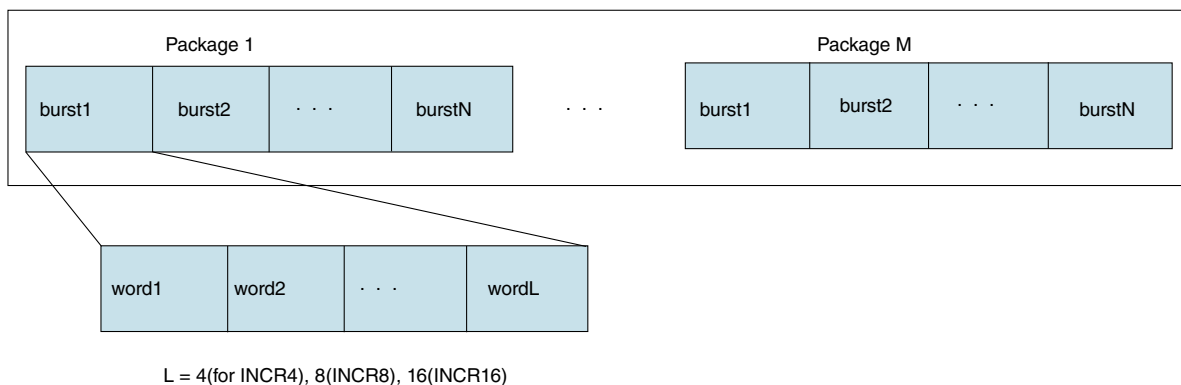 Package 1
Package M
burst1 burst2 . . . burstN . . . burst1 burst2 . . . burstN
word1 word2 . . . wordL
L = 4(for INCR4), 8(INCR8), 16(INCR16)